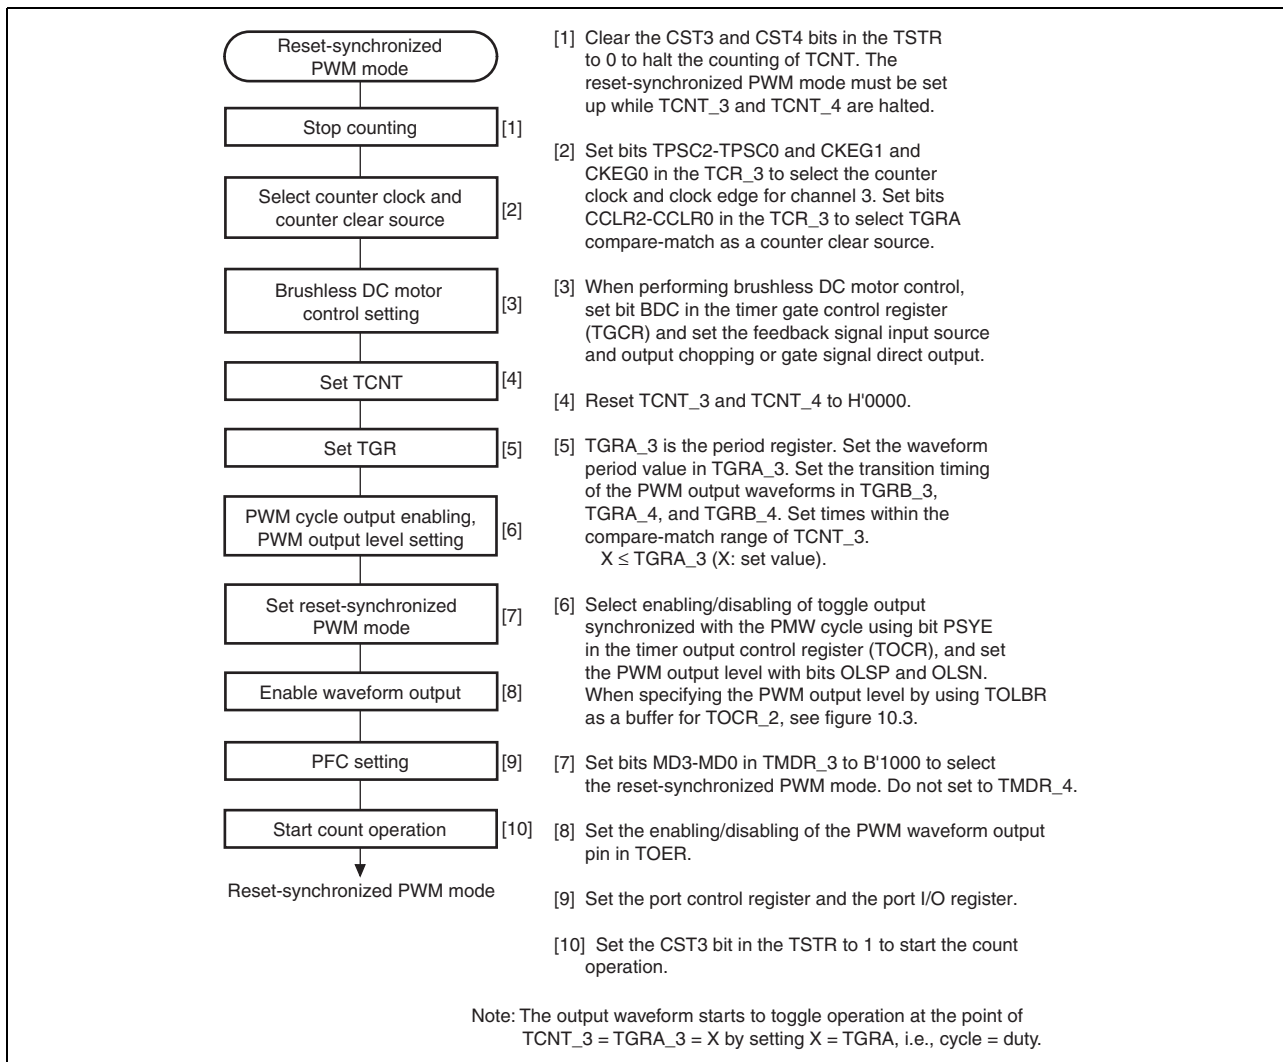 Reset-synchronized
PWM mode
Stop counting
[1]
Select counter clock and
counter clear source
[2]
Brushless DC motor
control setting
[3]
Set TCNT
[4]
Set TGR
[5]
PWM cycle output enabling,
PWM output level setting
[6]
Set reset-synchronized
PWM mode
[7]
Enable waveform output
[8]
PFC setting
[9]
Start count operation
[10]
Reset-synchronized PWM mode
[1] Clear the CST3 and CST4 bits in the TSTR
to 0 to halt the counting of TCNT. The
reset-synchronized PWM mode must be set
up while TCNT_3 and TCNT_4 are halted.
[2] Set bits TPSC2-TPSC0 and CKEG1 and
CKEG0 in the TCR_3 to select the counter
clock and clock edge for channel 3. Set bits
CCLR2-CCLR0 in the TCR_3 to select TGRA
compare-match as a counter clear source.
[3] When performing brushless DC motor control,
set bit BDC in the timer gate control register
(TGCR) and set the feedback signal input source
and output chopping or gate signal direct output.
[4] Reset TCNT_3 and TCNT_4 to H'0000.
[5] TGRA_3 is the period register. Set the waveform
period value in TGRA_3. Set the transition timing
of the PWM output waveforms in TGRB_3,
TGRA_4, and TGRB_4. Set times within the
compare-match range of TCNT_3.
X ≤ TGRA_3 (X: set value).
[6] Select enabling/disabling of toggle output
synchronized with the PMW cycle using bit PSYE
in the timer output control register (TOCR), and set
the PWM output level with bits OLSP and OLSN.
When specifying the PWM output level by using TOLBR
as a buffer for TOCR_2, see figure 10.3.
[7] Set bits MD3-MD0 in TMDR_3 to B'1000 to select
the reset-synchronized PWM mode. Do not set to TMDR_4.
[8] Set the enabling/disabling of the PWM waveform output
pin in TOER.
[9] Set the port control register and the port I/O register.
[10] Set the CST3 bit in the TSTR to 1 to start the count
operation.
Note: The output waveform starts to toggle operation at the point of
TCNT_3 = TGRA_3 = X by setting X = TGRA, i.e., cycle = duty.